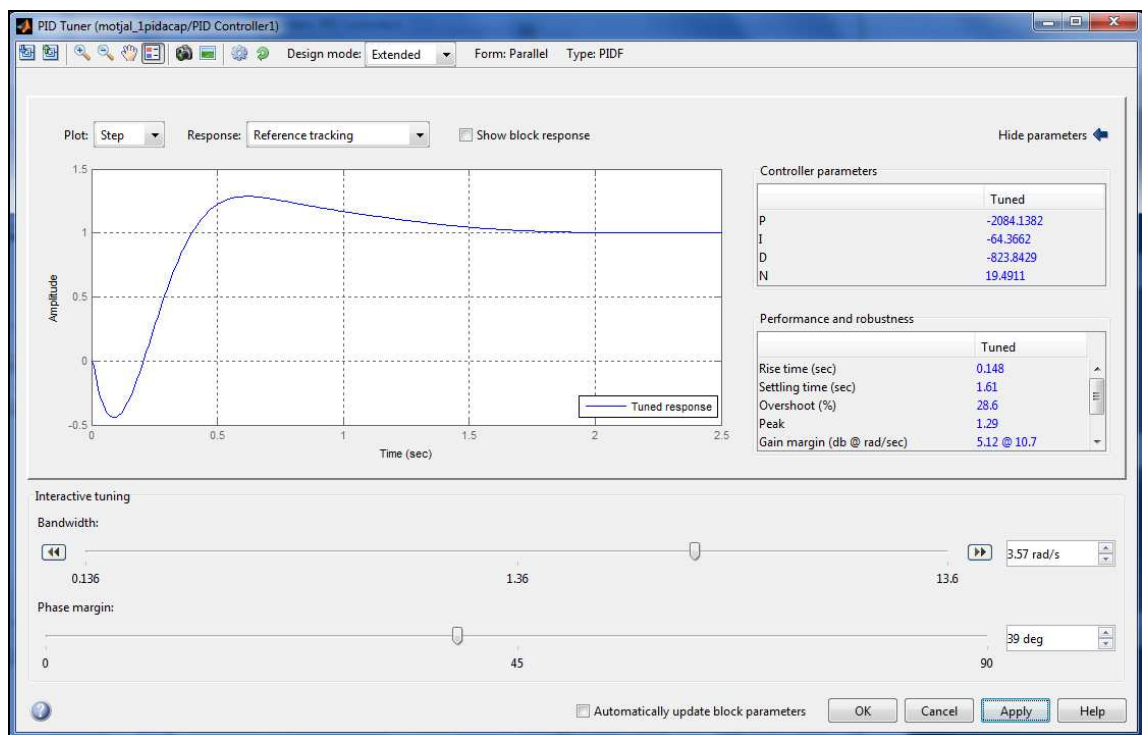 PID Tuner (motjal_1pidacap/PID Controller1)
Design mode: Extended Form: Parallel Type: PIDF
Plot: Step Response: Reference tracking Show block response Hide parameters
Controller parameters
Tuned
P -2084.1382
I -64.3662
D -823.8429
N 19.4911
Performance and robustness
Tuned
Rise time (sec) 0.148
Settling time (sec) 1.61
Overshoot (%) 28.6
Peak 1.29
Gain margin (db @ rad/sec) 5.12 @ 10.7
1.5
1
0.5
0
-0.5
Amplitude
Tuned response
0 0.5 1 1.5 2 2.5
Time (sec)
Interactive tuning
Bandwidth:
3.57 rad/s
0.136 1.36 13.6
Phase margin:
39 deg
0 45 90
Automatically update block parameters OK Cancel Apply Help